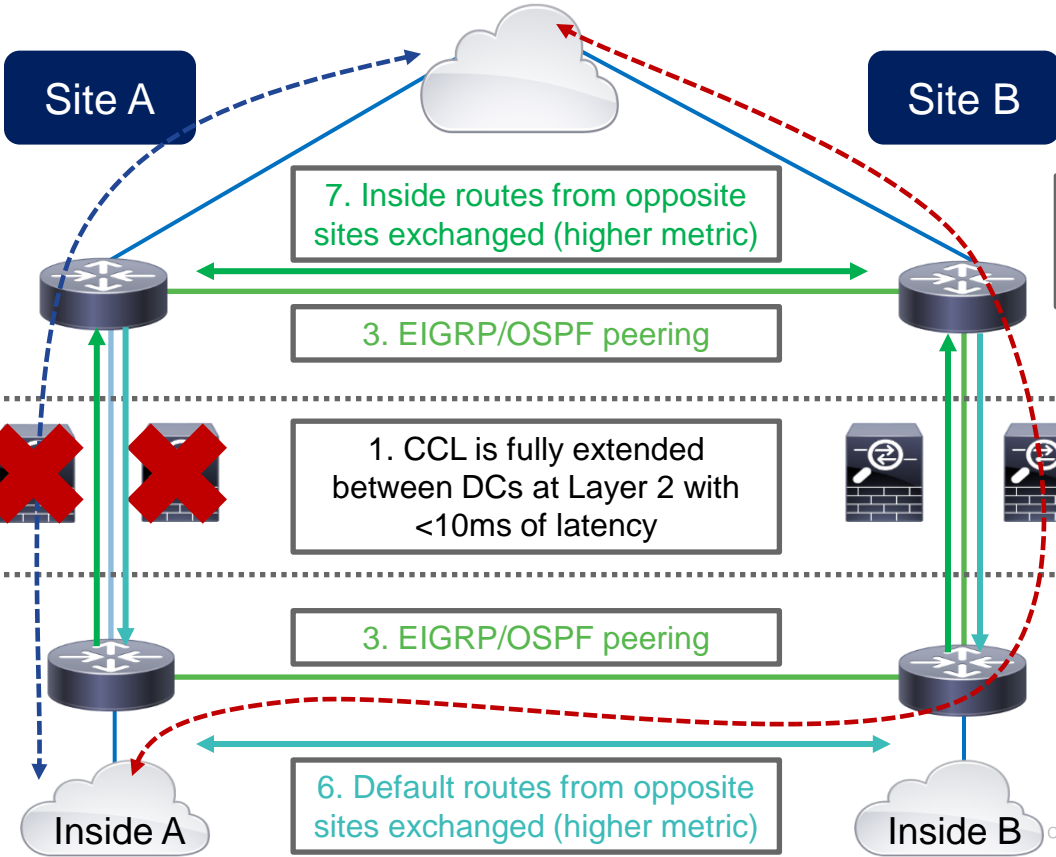 Site A
Site B
7. Inside routes from opposite
sites exchanged (higher metric)
3. EIGRP/OSPF peering
1. CCL is fully extended
between DCs at Layer 2 with
<10ms of latency
3. EIGRP/OSPF peering
6. Default routes from opposite
sites exchanged (higher metric)
Inside A
Inside B